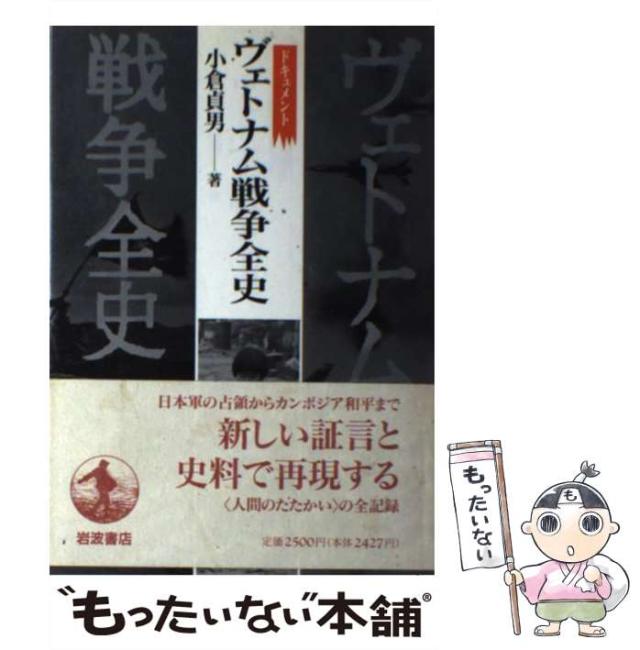 ドキュメント
ヴェトナム戦争全史
小倉貞男──著
ヴェトナム
戦争全史
日本軍の占領からカンボジア和平まで
新しい証言と
史料で再現する
〈人間のたたかい〉の全記録
岩波書店
定価2500円(本体2427円)
“もったいない”本舗®
もったいない
も